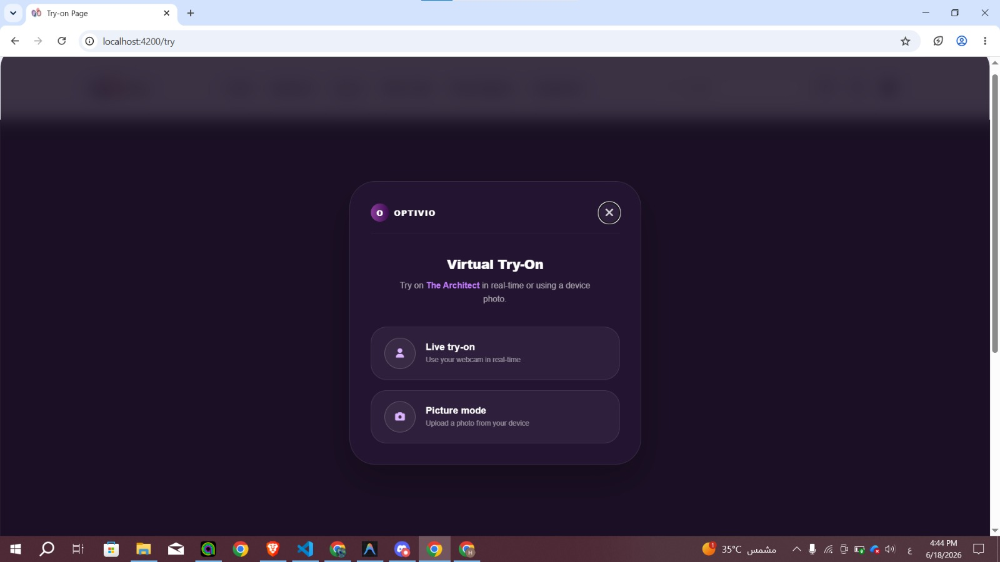 Try-on Page
localhost:4200/try
O OPTIVIO
Virtual Try-On
Try on The Architect in real-time or using a device
photo.
Live try-on
Use your webcam in real-time
Picture mode
Upload a photo from your device
H
1
35°C مشمس
ع
4:44 PM
6/18/2026